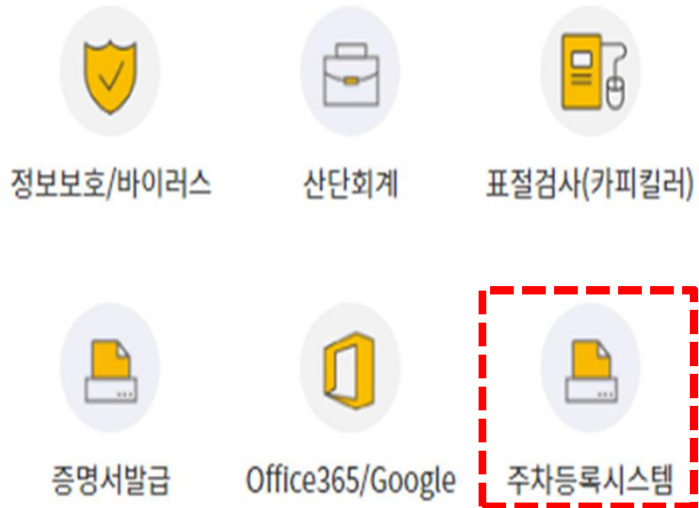 정보보호/바이러스
산단회계
표절검사(카피킬러)
증명서발급
Office365/Google
주차등록시스템